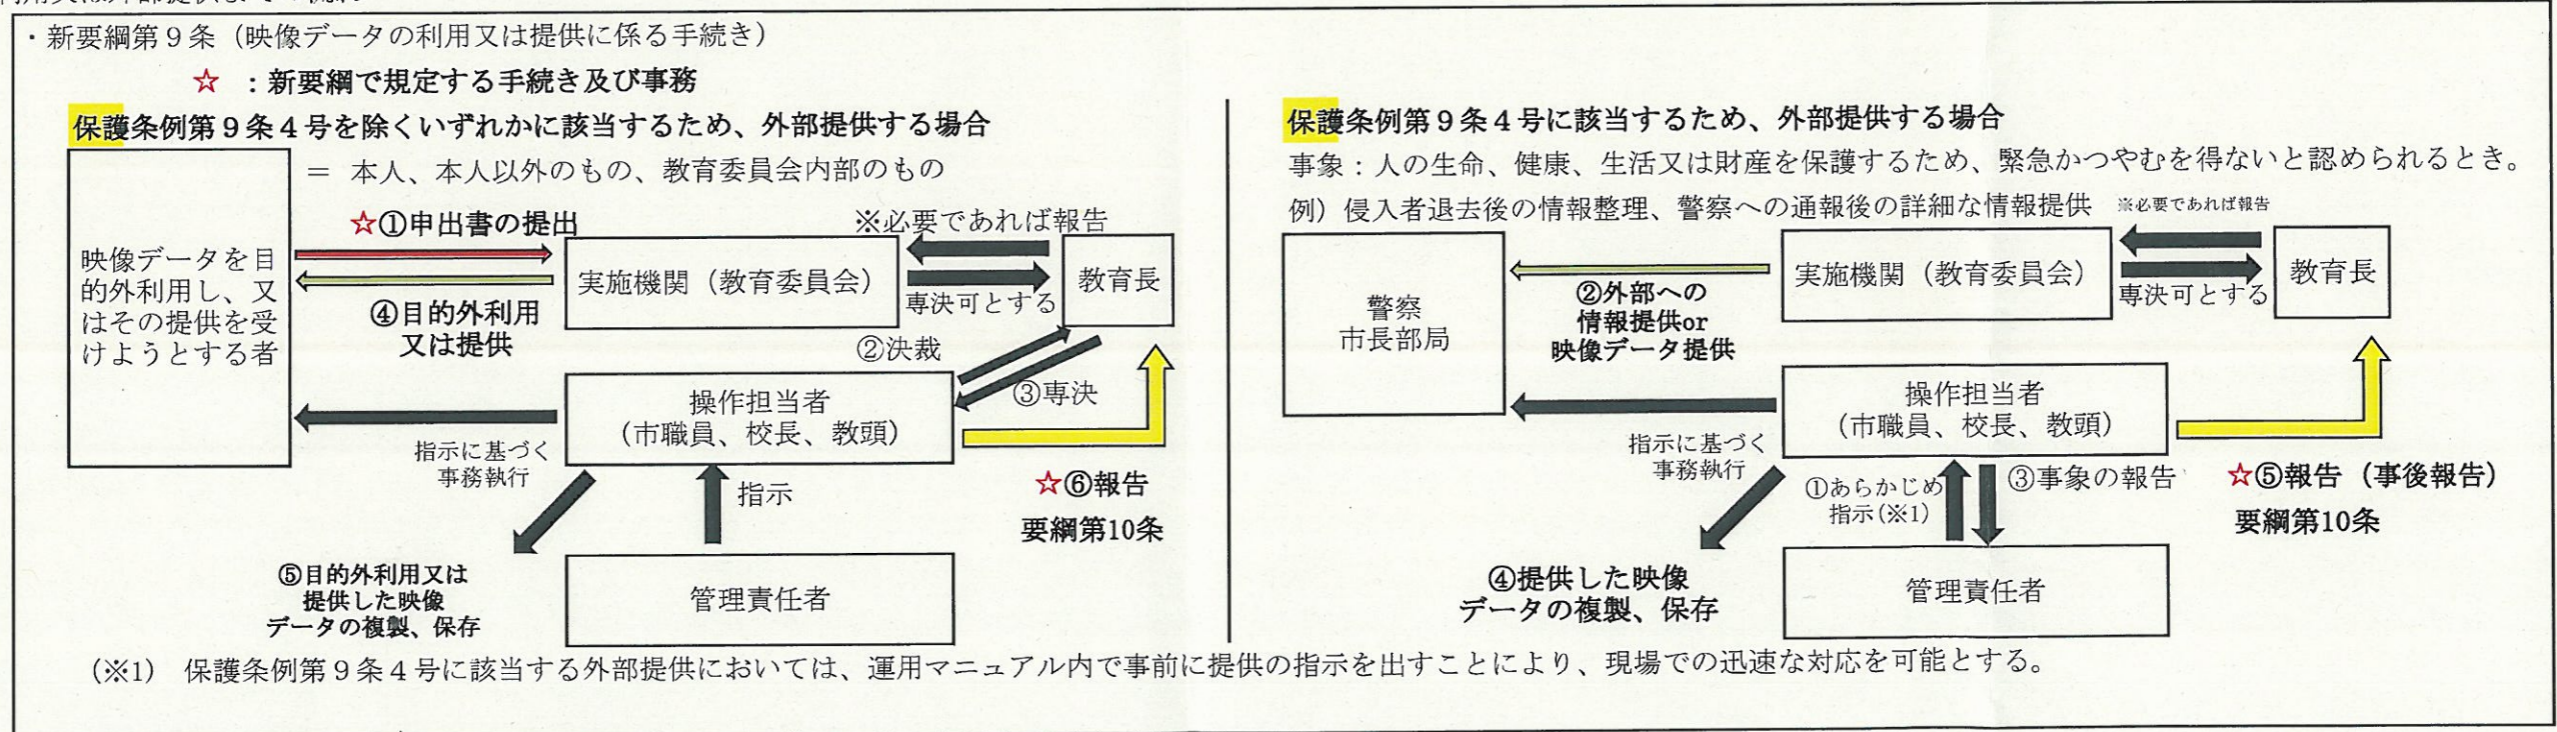 ・新要綱第９条（映像データの利用又は提供に係る手続き）
☆ ：新要綱で規定する手続き及び事務
保護条例第９条４号を除くいずれかに該当するため、外部提供する場合
＝ 本人、本人以外のもの、教育委員会内部のもの
映像データを目
的外利用し、又
はその提供を受
けようとする者
☆①申出書の提出
④目的外利用
又は提供
実施機関（教育委員会）
※必要であれば報告
専決可とする
教育長
②決裁
③専決
操作担当者
（市職員、校長、教頭）
指示に基づく
事務執行
指示
☆⑥報告
要綱第10条
⑤目的外利用又は
提供した映像
データの複製、保存
管理責任者
保護条例第９条４号に該当するため、外部提供する場合
事象：人の生命、健康、生活又は財産を保護するため、緊急かつやむを得ないと認められるとき。
例）侵入者退去後の情報整理、警察への通報後の詳細な情報提供
※必要であれば報告
警察
市長部局
②外部への
情報提供or
映像データ提供
実施機関（教育委員会）
専決可とする
教育長
操作担当者
（市職員、校長、教頭）
指示に基づく
事務執行
①あらかじめ
指示(※1)
③事象の報告
☆⑤報告（事後報告）
要綱第10条
④提供した映像
データの複製、保存
管理責任者
（※1） 保護条例第９条４号に該当する外部提供においては、運用マニュアル内で事前に提供の指示を出すことにより、現場での迅速な対応を可能とする。